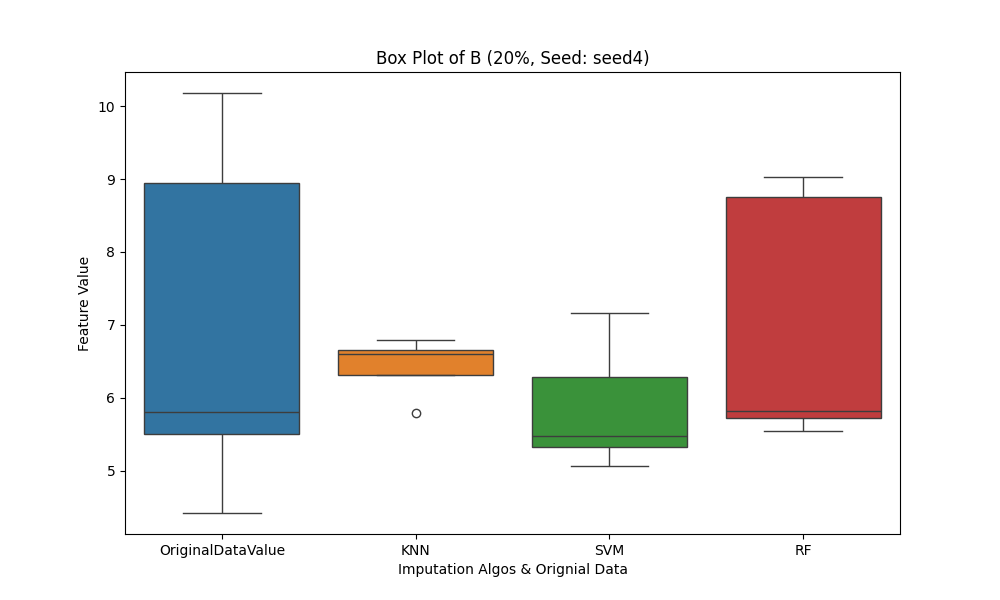 Box Plot of B (20%, Seed: seed4)
Feature Value
10
9
8
7
6
5
OriginalDataValue
KNN
SVM
RF
Imputation Algos & Orignial Data